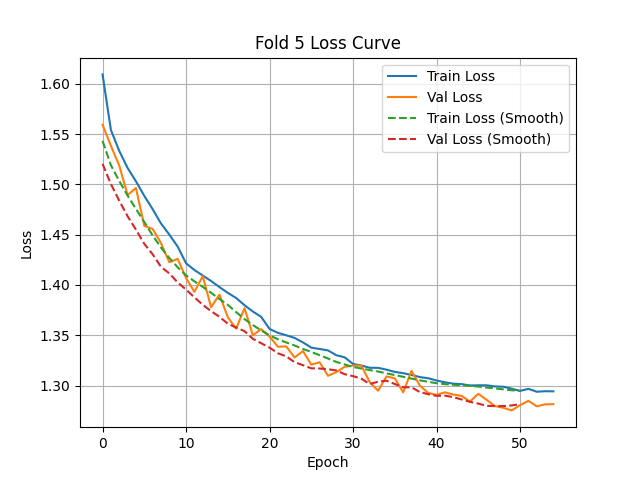 Fold 5 Loss Curve
Train Loss
Val Loss
Train Loss (Smooth)
Val Loss (Smooth)
Loss
1.60
1.55
1.50
1.45
1.40
1.35
1.30
0
10
20
30
40
50
Epoch